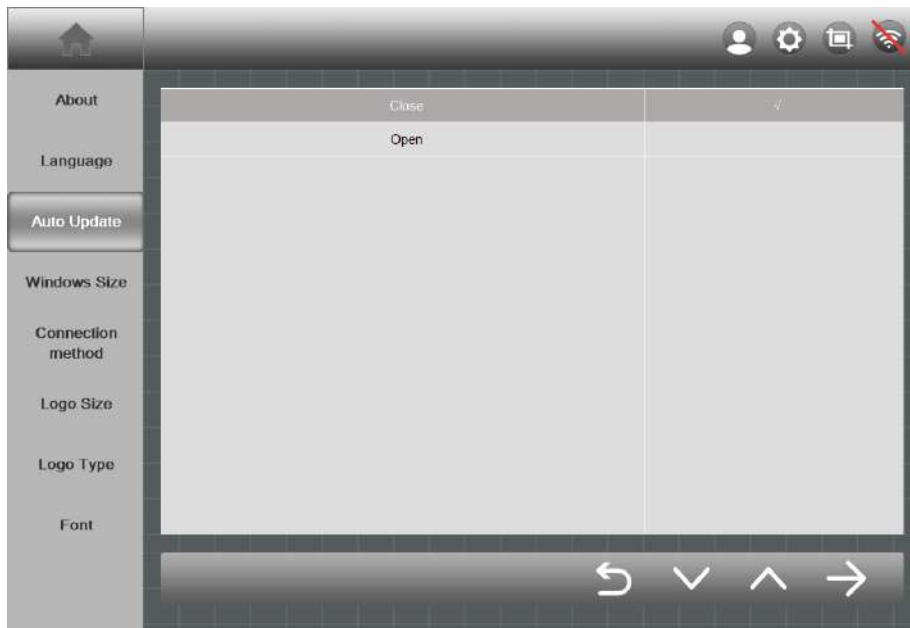 About
Language
Auto Update
Windows Size
Connection
method
Logo Size
Logo Type
Font
Close √
Open